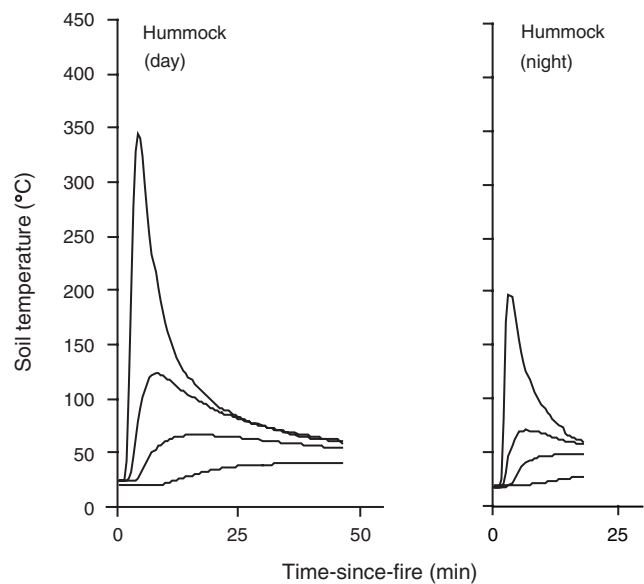 Hummock
(day)
Hummock
(night)
450
400
350
300
250
200
150
100
50
0
Soil temperature (°C)
0
25
50
0
25
Time-since-fire (min)